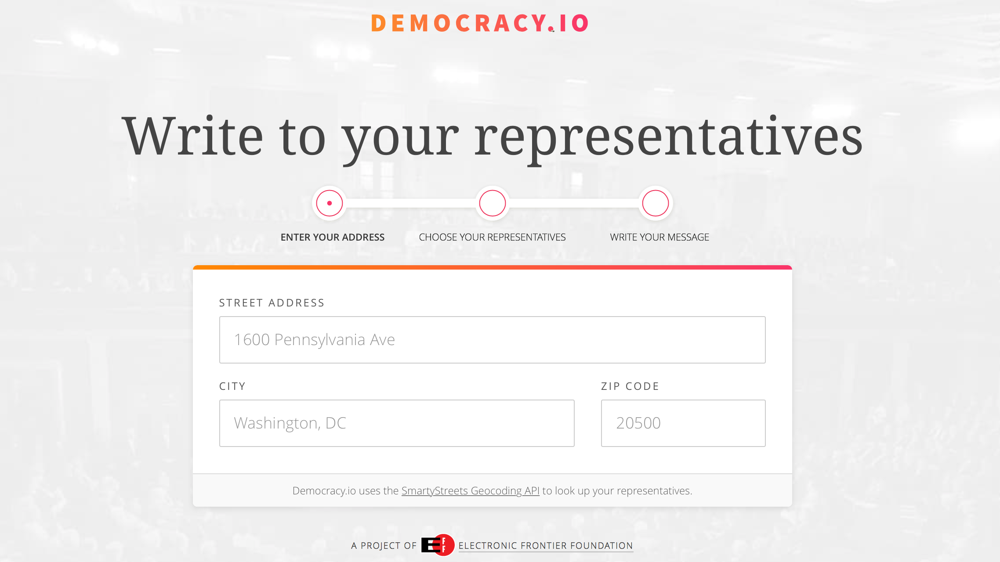 DEMOCRACY.IO
Write to your representatives
ENTER YOUR ADDRESS
CHOOSE YOUR REPRESENTATIVES
WRITE YOUR MESSAGE
STREET ADDRESS
1600 Pennsylvania Ave
CITY
ZIP CODE
Washington, DC
20500
Democracy.io uses the SmartyStreets Geocoding API to look up your representatives.
A PROJECT OF EFF ELECTRONIC FRONTIER FOUNDATION